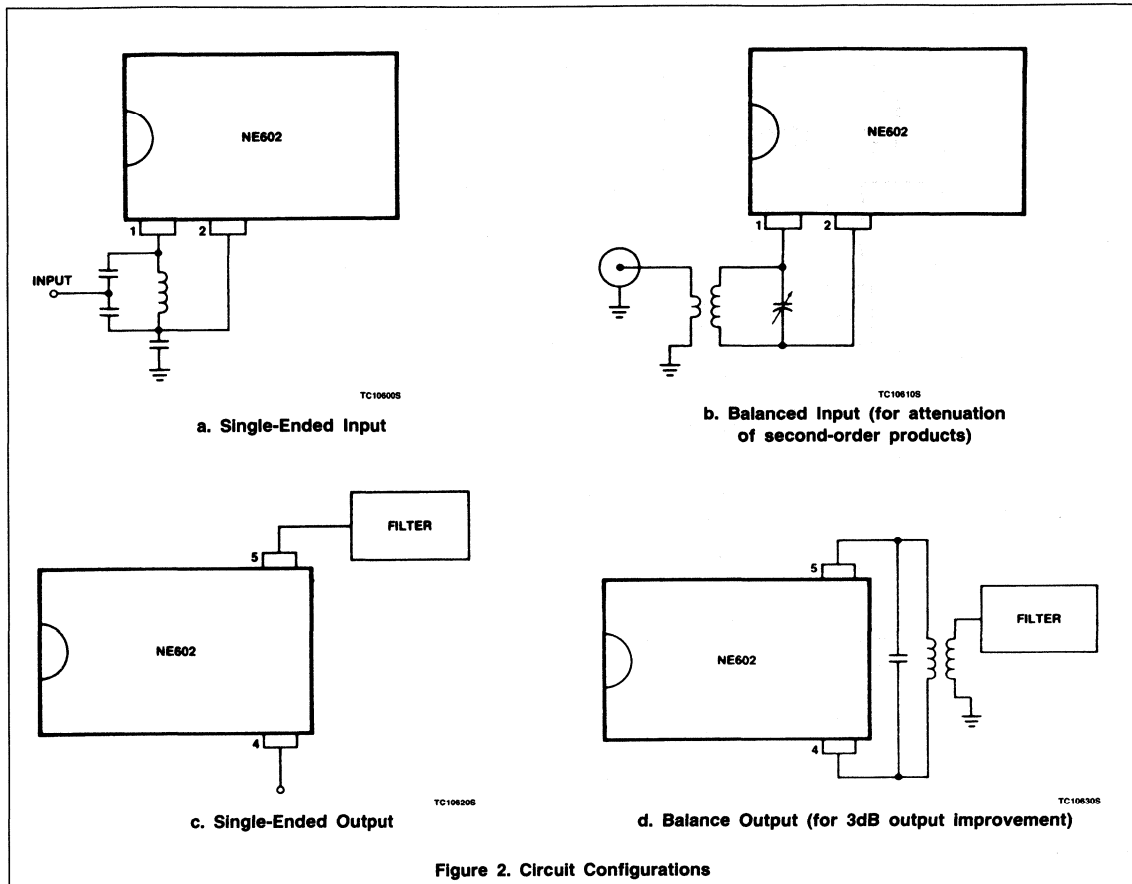 NE602
1
2
INPUT
TC10600S
a. Single-Ended Input
NE602
1
2
TC10610S
b. Balanced Input (for attenuation
of second-order products)
FILTER
5
NE602
4
TC10620S
c. Single-Ended Output
5
FILTER
NE602
4
TC10630S
d. Balance Output (for 3dB output improvement)
Figure 2. Circuit Configurations